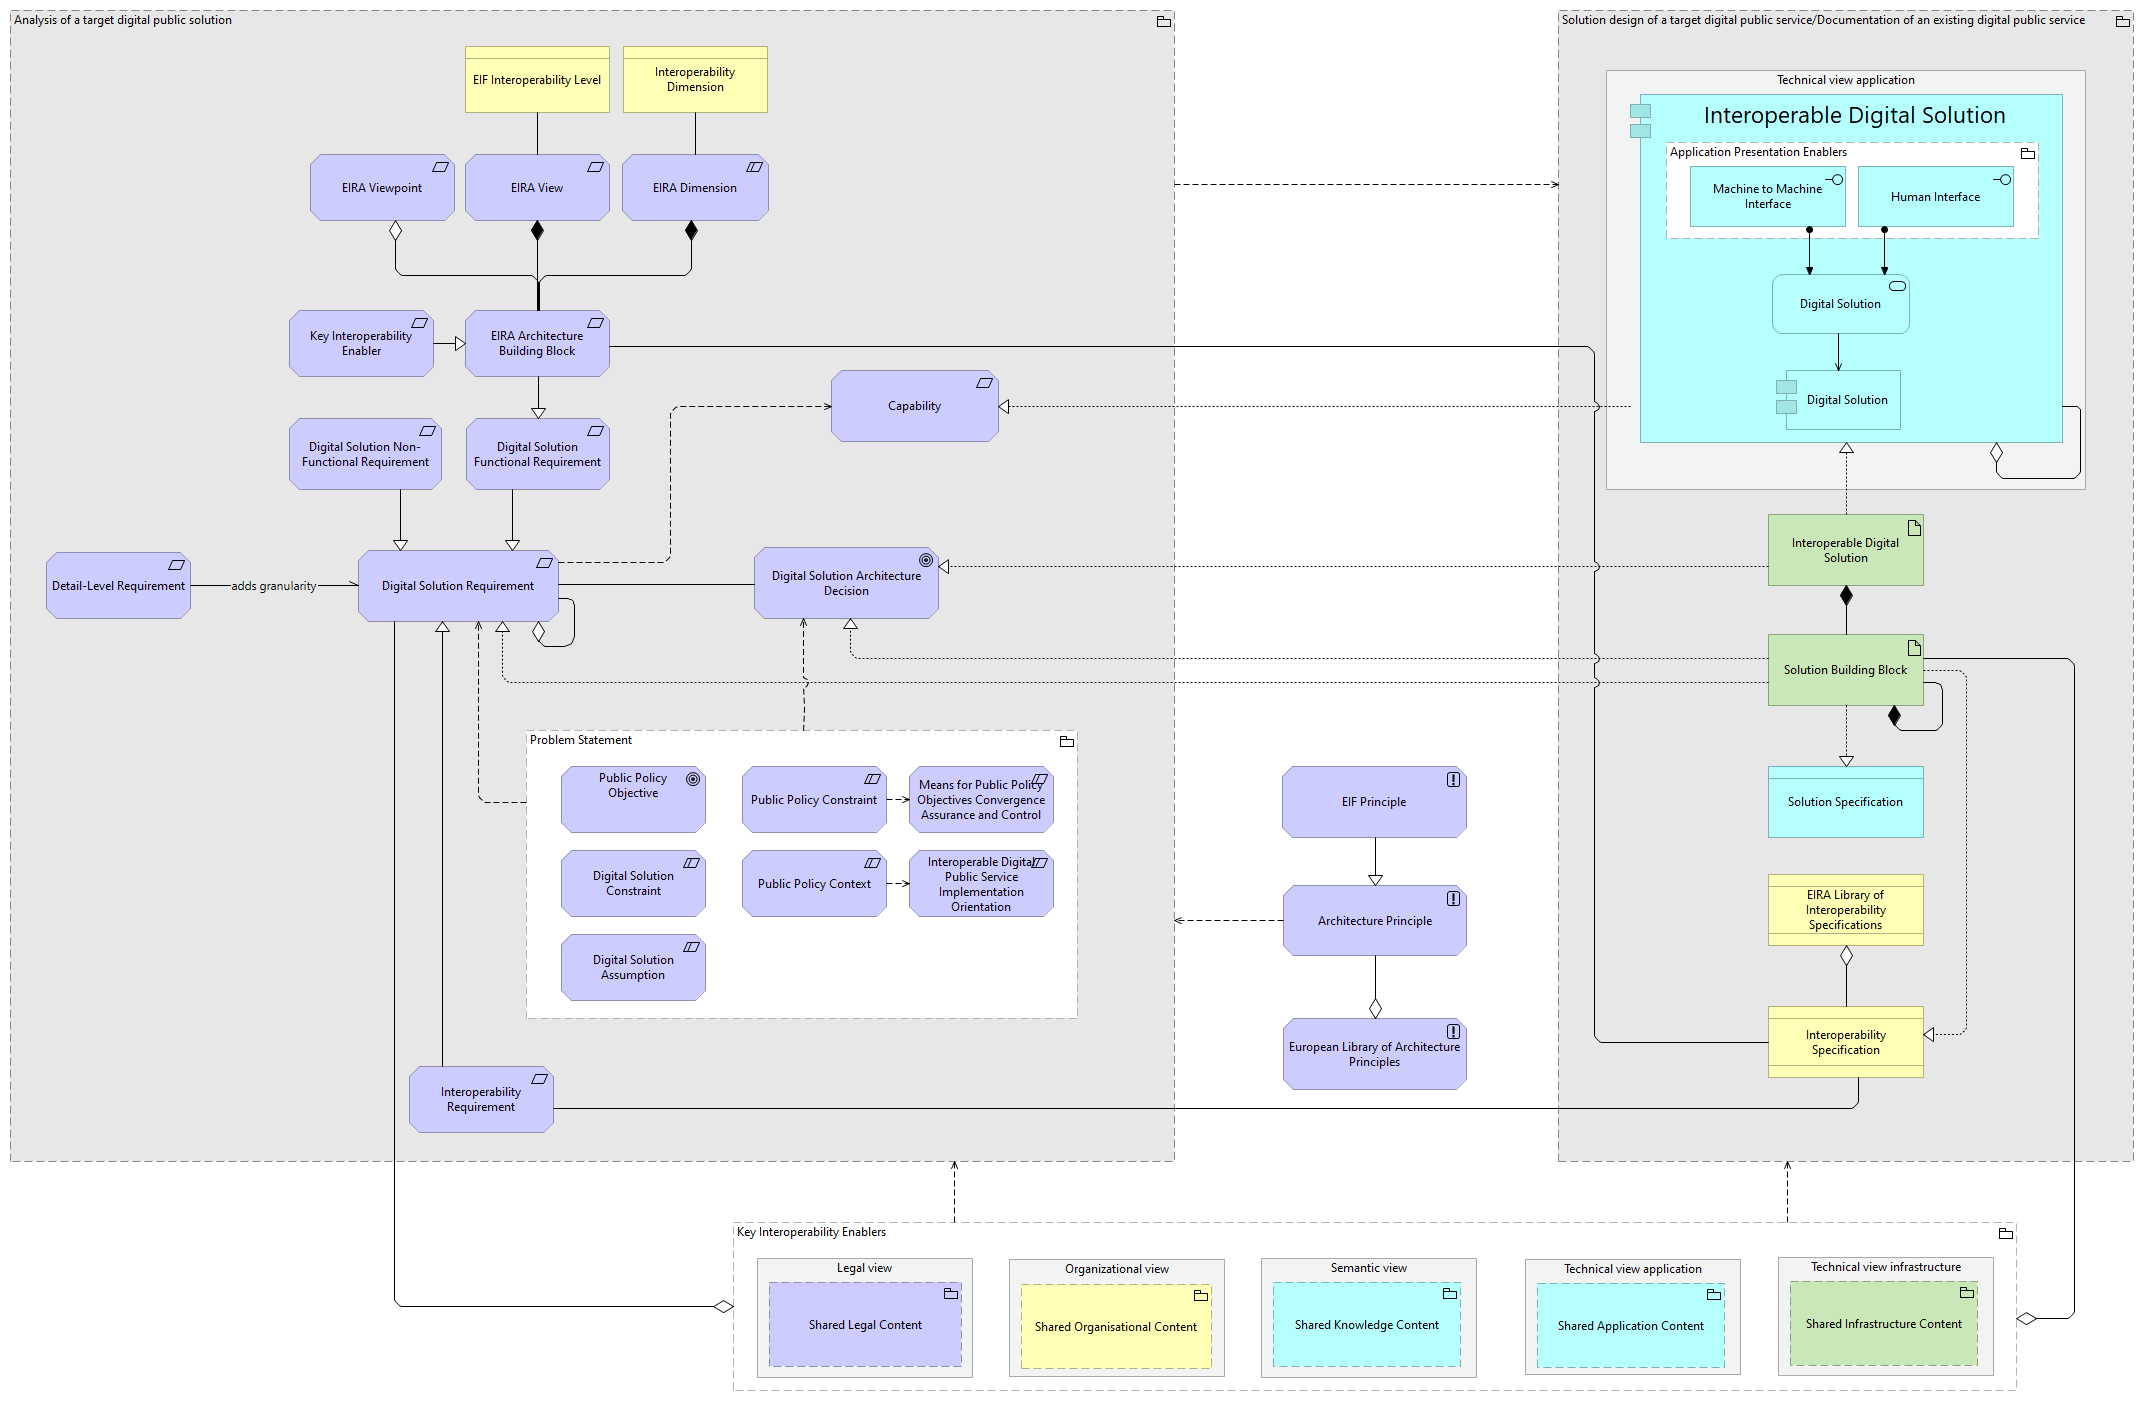 Analysis of a target digital public solution
EIF Interoperability Level
Interoperability
Dimension
EIRA Viewpoint
EIRA View
EIRA Dimension
Key Interoperability
Enabler
EIRA Architecture
Building Block
Capability
Digital Solution Non-
Functional Requirement
Digital Solution
Functional Requirement
Detail-Level Requirement
adds granularity
Digital Solution Requirement
Digital Solution Architecture
Decision
Problem Statement
Public Policy
Objective
Public Policy Constraint
Means for Public Policy
Objectives Convergence
Assurance and Control
Digital Solution
Constraint
Public Policy Context
Interoperable Digital
Public Service
Implementation
Orientation
Digital Solution
Assumption
Interoperability
Requirement
EIF Principle
Architecture Principle
European Library of Architecture
Principles
Solution design of a target digital public service/Documentation of an existing digital public service
Technical view application
Interoperable Digital Solution
Application Presentation Enablers
Machine to Machine
Interface
Human Interface
Digital Solution
Digital Solution
Interoperable Digital
Solution
Solution Building Block
Solution Specification
EIRA Library of
Interoperability
Specifications
Interoperability
Specification
Key Interoperability Enablers
Legal view
Shared Legal Content
Organizational view
Shared Organisational Content
Semantic view
Shared Knowledge Content
Technical view application
Shared Application Content
Technical view infrastructure
Shared Infrastructure Content